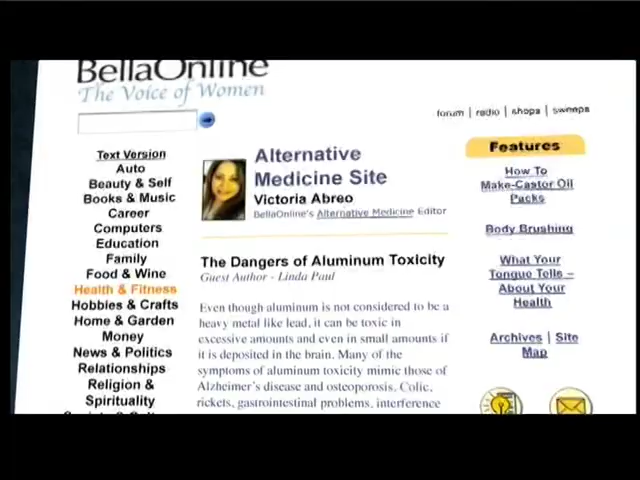 BellaOnline
The Voice of Women
forum | radio | shops | sweeps
Text Version
Auto
Beauty & Self
Books & Music
Career
Computers
Education
Family
Food & Wine
Health & Fitness
Hobbies & Crafts
Home & Garden
Money
News & Politics
Relationships
Religion &
Spirituality
Alternative
Medicine Site
Victoria Abreo
BellaOnline's Alternative Medicine Editor
The Dangers of Aluminum Toxicity
Guest Author - Linda Paul
Even though aluminum is not considered to be a
heavy metal like lead, it can be toxic in
excessive amounts and even in small amounts if
it is deposited in the brain. Many of the
symptoms of aluminum toxicity mimic those of
Alzheimer's disease and osteoporosis. Colic,
rickets, gastrointestinal problems, interference
Features
How To
Make-Castor Oil
Packs
Body Brushing
What Your
Tongue Tells –
About Your
Health
Archives | Site
Map